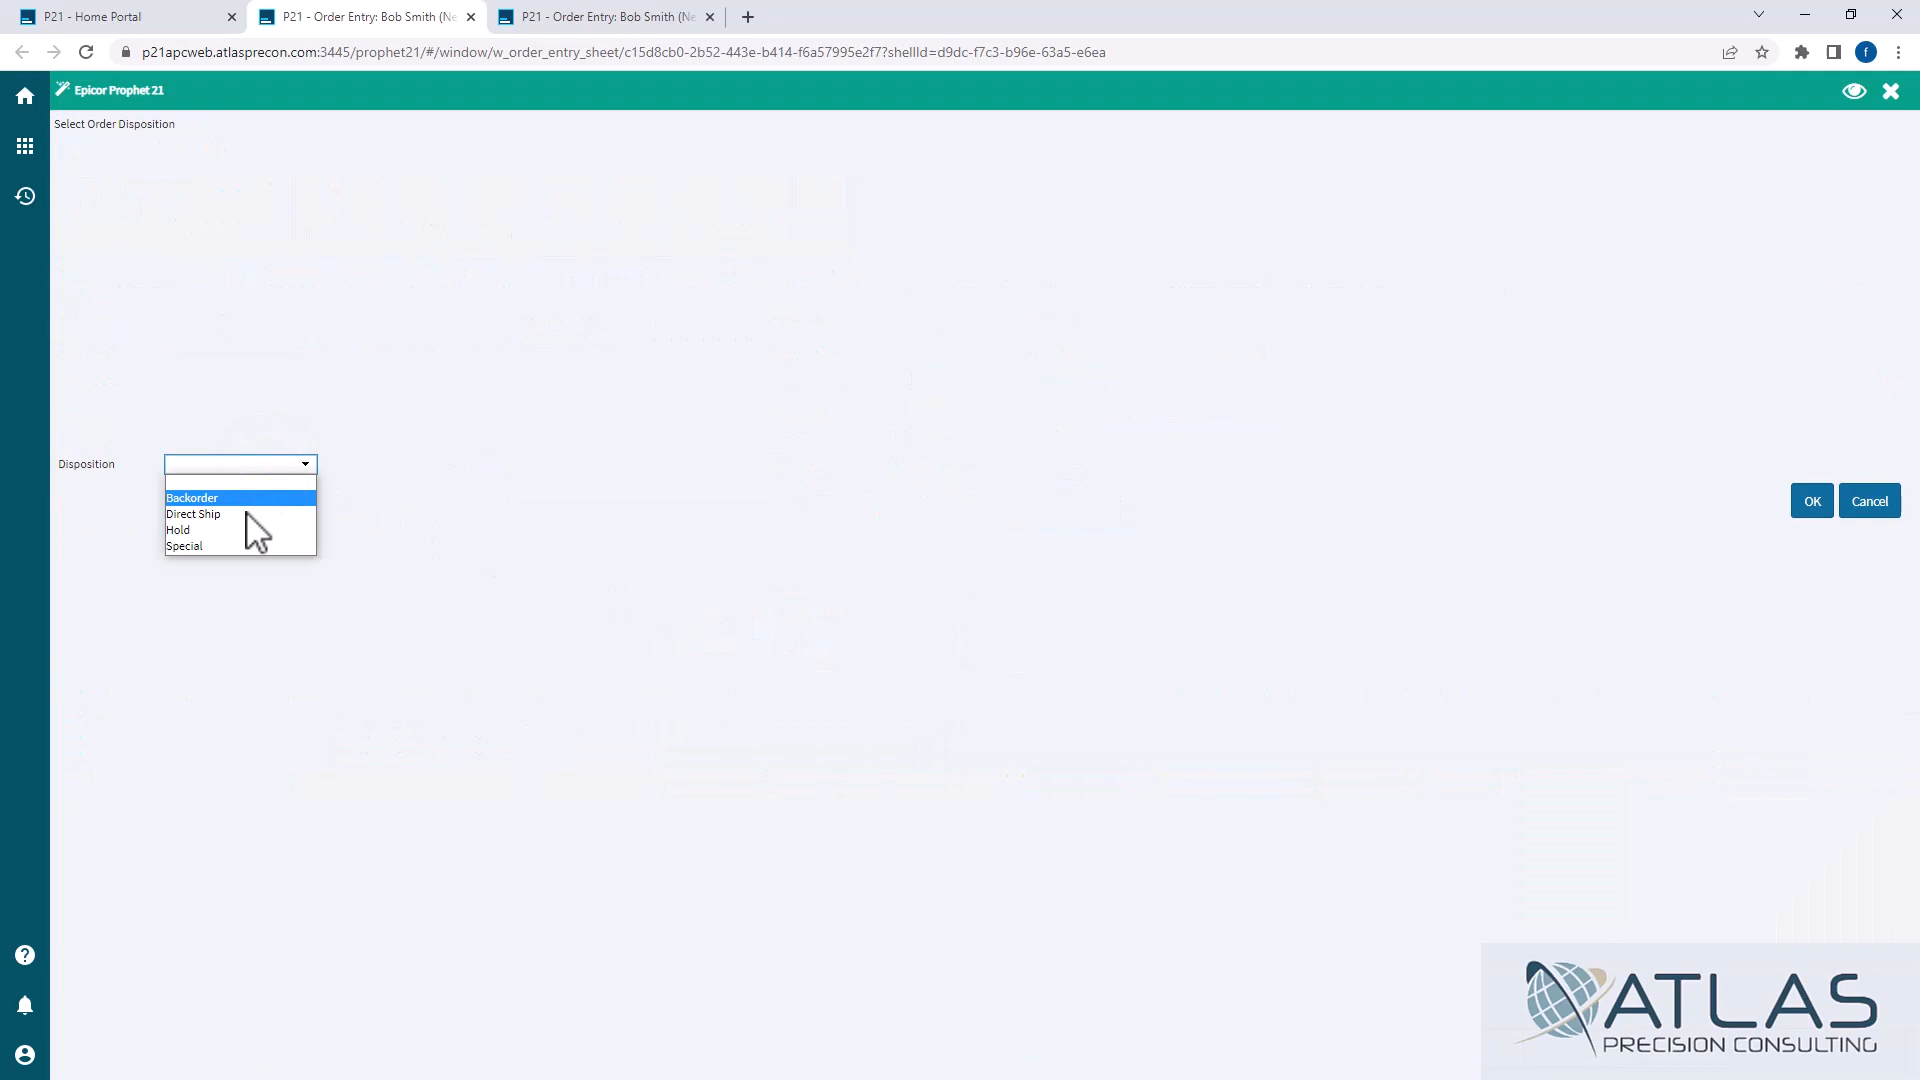 P21 - Home Portal
P21 - Order Entry: Bob Smith (Ne
P21 - Order Entry: Bob Smith (Ne
p21apcweb.atlasprecon.com:3445/prophet21/#/window/w_order_entry_sheet/c15d8cb0-2b52-443e-b414-f6a57995e2f7?shellId=d9dc-f7c3-b96e-63a5-e6ea
f
Epicor Prophet 21
Select Order Disposition
Disposition
Backorder
Direct Ship
Hold
Special
OK
Cancel
ATLAS
PRECISION CONSULTING